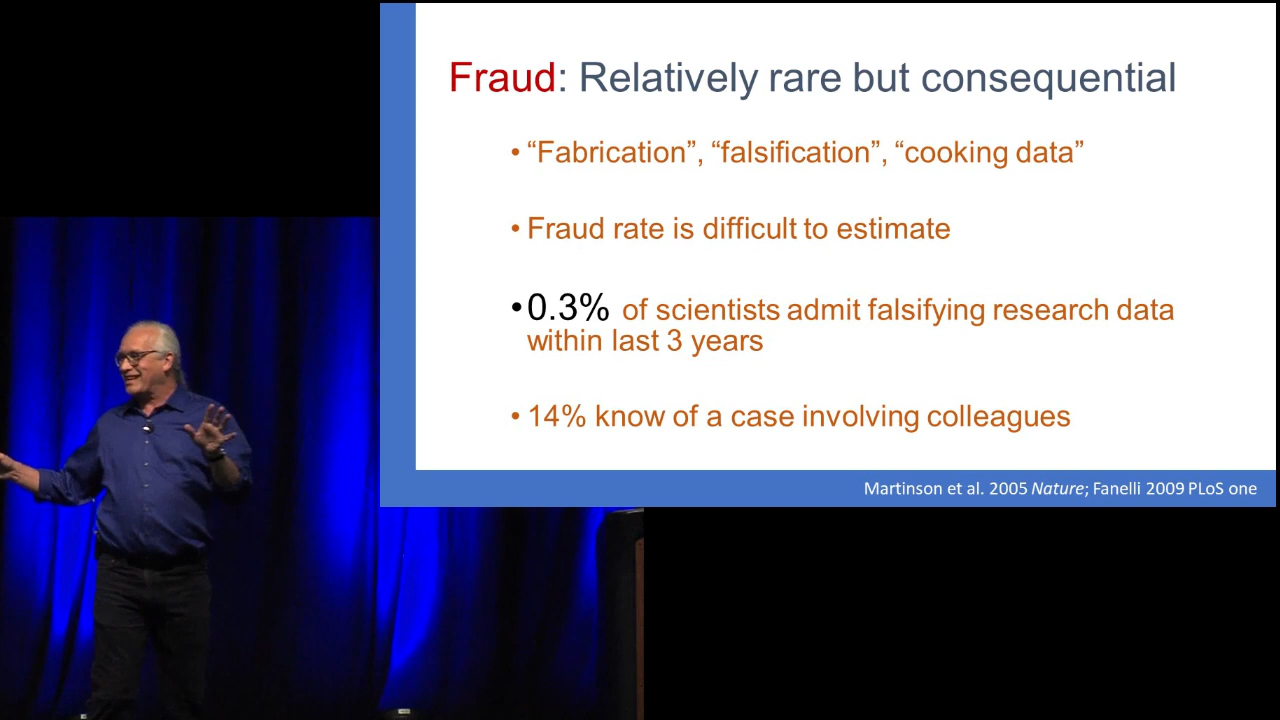 Fraud: Relatively rare but consequential
• “Fabrication”, “falsification”, “cooking data”
• Fraud rate is difficult to estimate
•0.3% of scientists admit falsifying research data
within last 3 years
• 14% know of a case involving colleagues
Martinson et al. 2005 Nature; Fanelli 2009 PLoS one